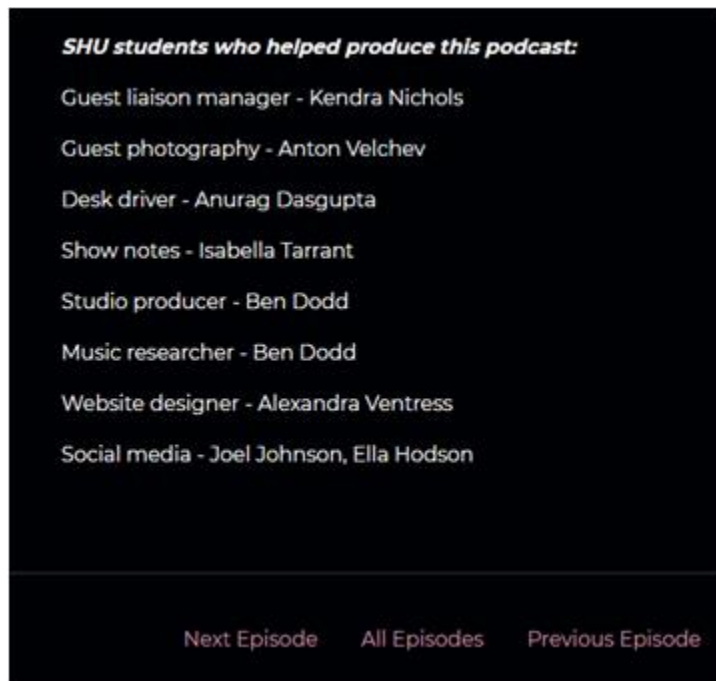 SHU students who helped produce this podcast:
Guest liaison manager - Kendra Nichols
Guest photography - Anton Velchev
Desk driver - Anurag Dasgupta
Show notes - Isabella Tarrant
Studio producer - Ben Dodd
Music researcher - Ben Dodd
Website designer - Alexandra Ventress
Social media - Joel Johnson, Ella Hodson
Next Episode All Episodes Previous Episode